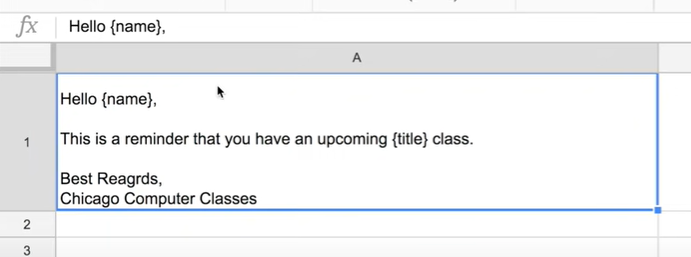 fx Hello {name},
A
1
Hello {name},
This is a reminder that you have an upcoming {title} class.
Best Reagrds,
Chicago Computer Classes
2
3